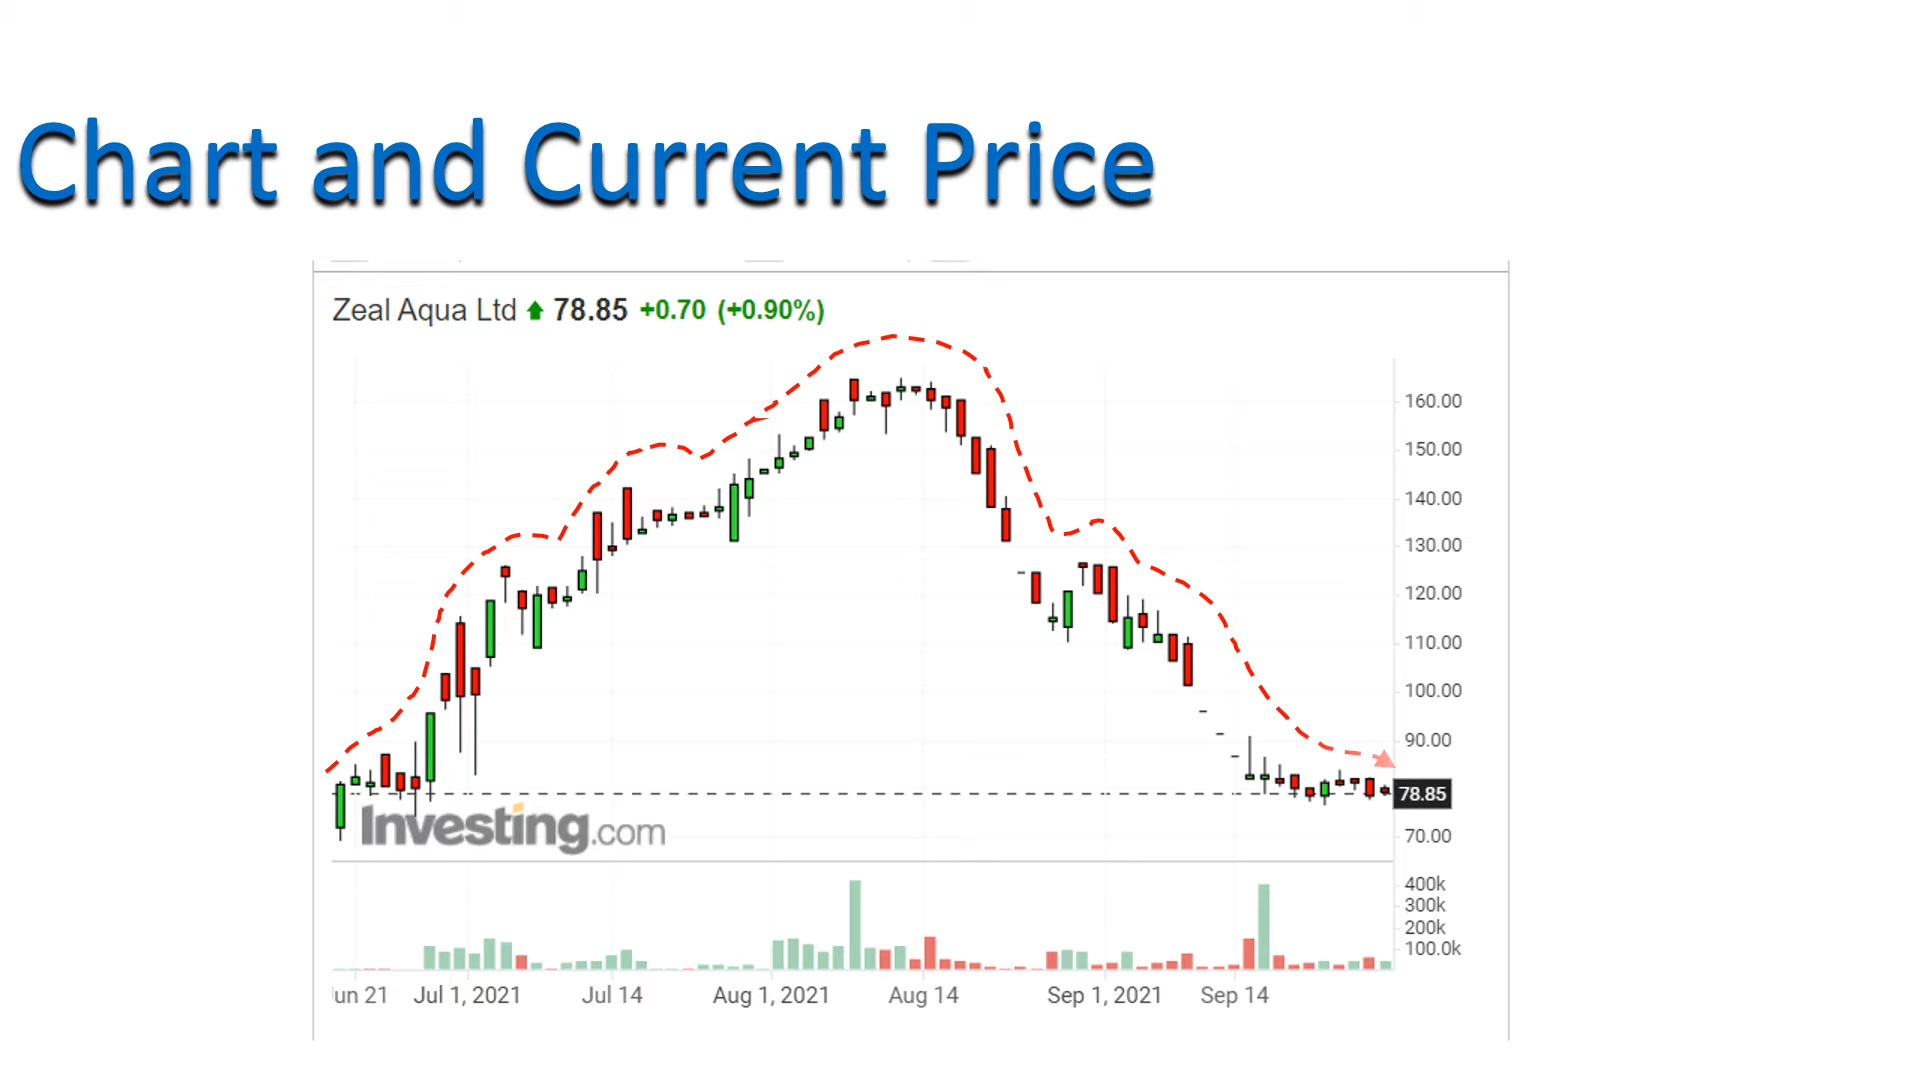 Chart and Current Price
Zeal Aqua Ltd 78.85 +0.70 (+0.90%)
160.00
150.00
140.00
130.00
120.00
110.00
100.00
90.00
78.85
70.00
Investing.com
400k
300k
200k
100.0k
un 21 Jul 1, 2021 Jul 14 Aug 1, 2021 Aug 14 Sep 1, 2021 Sep 14